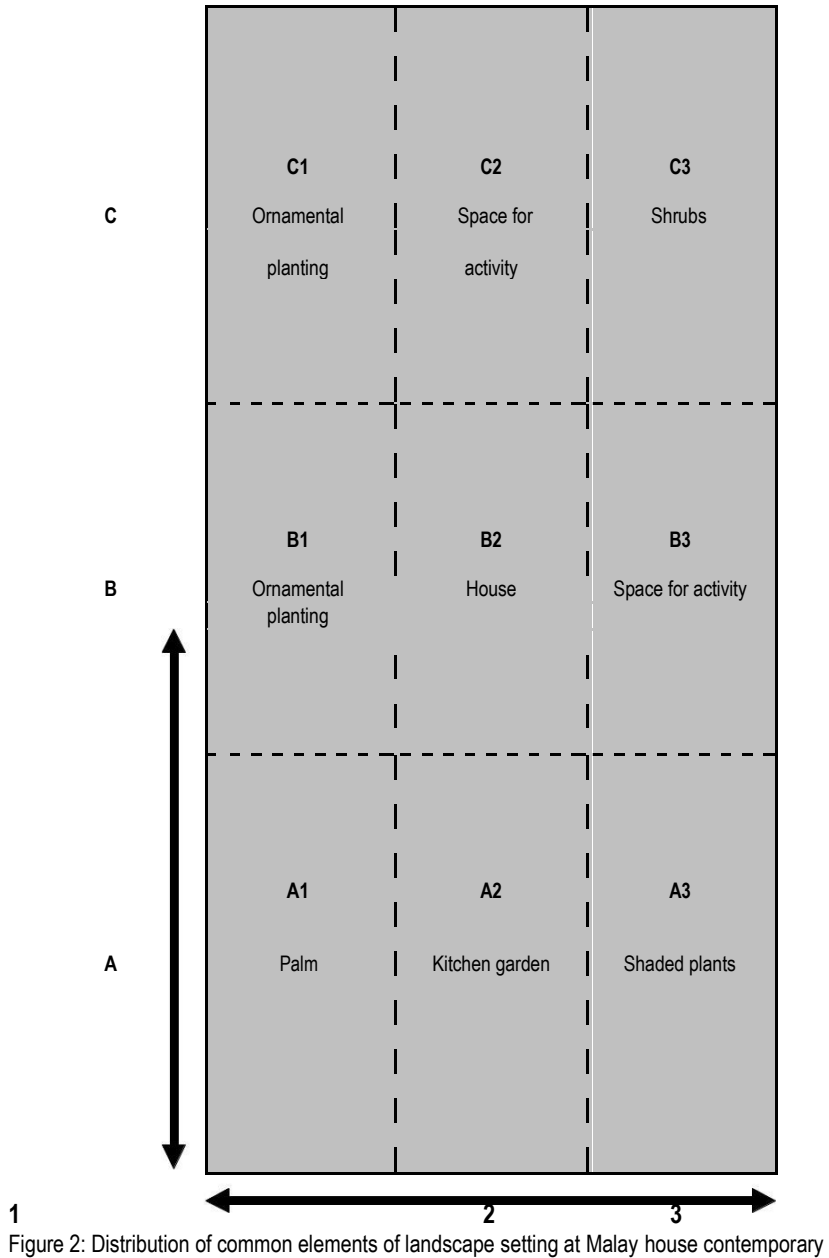 C1 C2 C3
C Ornamental Space for Shrubs
planting activity
B1 B2 B3
B Ornamental House Space for activity
planting
A1 A2 A3
A Palm Kitchen garden Shaded plants
1 2 3
Figure 2: Distribution of common elements of landscape setting at Malay house contemporary